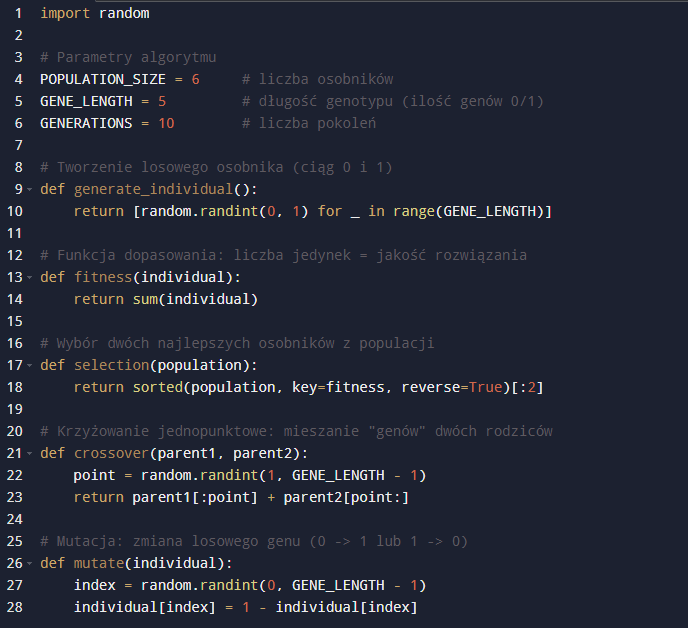 1 import random
2
3 # Parametry algorytmu
4 POPULATION_SIZE = 6     # liczba osobników
5 GENE_LENGTH = 5         # długość genotypu (ilość genów 0/1)
6 GENERATIONS = 10        # liczba pokoleń
7
8 # Tworzenie losowego osobnika (ciąg 0 i 1)
9 def generate_individual():
10     return [random.randint(0, 1) for _ in range(GENE_LENGTH)]
11
12 # Funkcja dopasowania: liczba jedynek = jakość rozwiązania
13 def fitness(individual):
14     return sum(individual)
15
16 # Wybór dwóch najlepszych osobników z populacji
17 def selection(population):
18     return sorted(population, key=fitness, reverse=True)[:2]
19
20 # Krzyżowanie jednopunktowe: mieszanie "genów" dwóch rodziców
21 def crossover(parent1, parent2):
22     point = random.randint(1, GENE_LENGTH - 1)
23     return parent1[:point] + parent2[point:]
24
25 # Mutacja: zmiana losowego genu (0 -> 1 lub 1 -> 0)
26 def mutate(individual):
27     index = random.randint(0, GENE_LENGTH - 1)
28     individual[index] = 1 - individual[index]